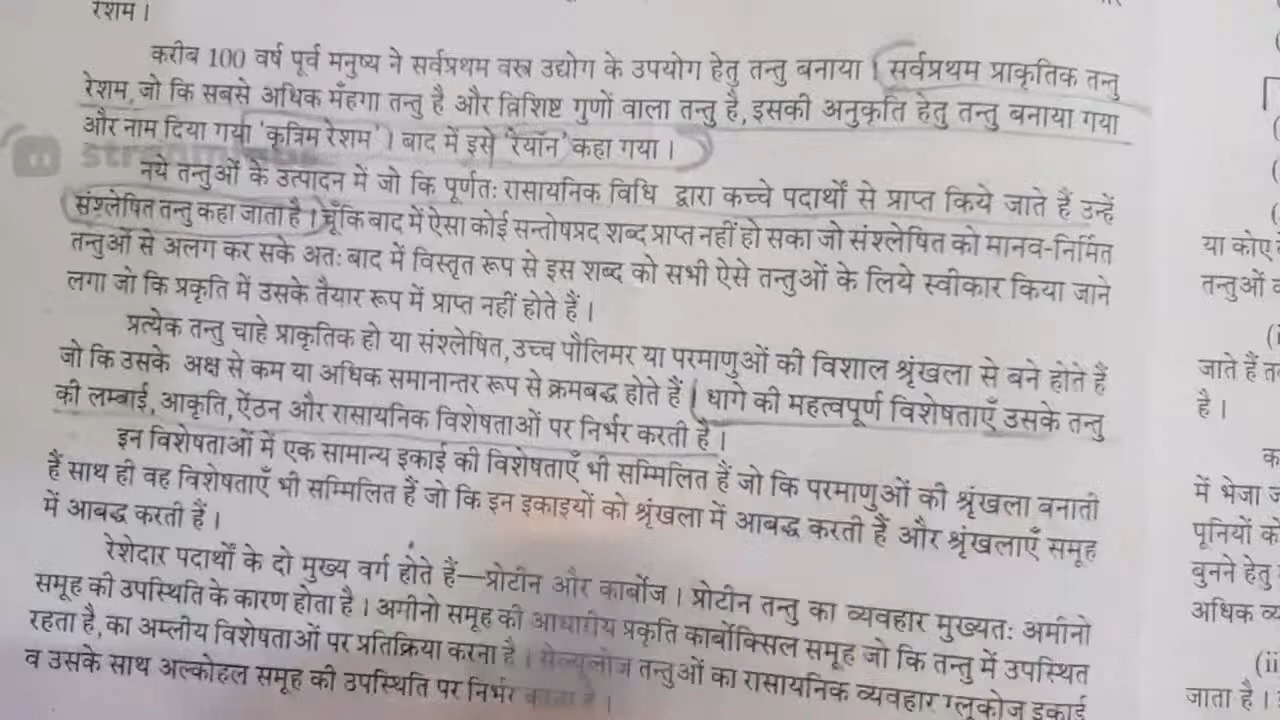 रेशम ।
करीब 100 वर्ष पूर्व मनुष्य ने सर्वप्रथम वस्त्र उद्योग के उपयोग हेतु तन्तु बनाया । सर्वप्रथम प्राकृतिक तन्तु
रेशम, जो कि सबसे अधिक मँहगा तन्तु है और विशिष्ट गुणों वाला तन्तु है, इसकी अनुकृति हेतु तन्तु बनाया गया
और नाम दिया गया 'कृत्रिम रेशम' । बाद में इसे 'रेयॉन' कहा गया ।
नये तन्तुओं के उत्पादन में जो कि पूर्णतः रासायनिक विधि द्वारा कच्चे पदार्थों से प्राप्त किये जाते हैं उन्हें
संश्लेषित तन्तु कहा जाता है । चूँकि बाद में ऐसा कोई सन्तोषप्रद शब्द प्राप्त नहीं हो सका जो संश्लेषित को मानव-निर्मित
तन्तुओं से अलग कर सके अतः बाद में विस्तृत रूप से इस शब्द को सभी ऐसे तन्तुओं के लिये स्वीकार किया जाने
लगा जो कि प्रकृति में उसके तैयार रूप में प्राप्त नहीं होते हैं ।
प्रत्येक तन्तु चाहे प्राकृतिक हो या संश्लेषित, उच्च पौलिमर या परमाणुओं की विशाल श्रृंखला से बने होते हैं
जो कि उसके अक्ष से कम या अधिक समानान्तर रूप से क्रमबद्ध होते हैं । धागे की महत्वपूर्ण विशेषताएँ उसके तन्तु
की लम्बाई, आकृति, ऐंठन और रासायनिक विशेषताओं पर निर्भर करती है ।
इन विशेषताओं में एक सामान्य इकाई की विशेषताएँ भी सम्मिलित हैं जो कि परमाणुओं की श्रृंखला बनाती
हैं साथ ही वह विशेषताएँ भी सम्मिलित हैं जो कि इन इकाइयों को श्रृंखला में आबद्ध करती हैं और श्रृंखलाएँ समूह
में आबद्ध करती हैं ।
रेशेदार पदार्थों के दो मुख्य वर्ग होते हैं—प्रोटीन और कार्बोज । प्रोटीन तन्तु का व्यवहार मुख्यतः अमीनो
समूह की उपस्थिति के कारण होता है । अमीनो समूह की प्रकृति कार्बोक्सिल समूह जो कि तन्तु में उपस्थित
रहता है, का अम्लीय विशेषताओं पर प्रतिक्रिया करना है । सेल्यूलोज तन्तुओं का रासायनिक व्यवहार ग्लूकोज इकाई
व उसके साथ अल्कोहल समूह की उपस्थिति पर निर्भर करता है ।
या कोए
तन्तुओं
जाते हैं
है ।
में भेजा
पूनियों को
बुनने हेतु
अधिक
(ii
जाता है ।